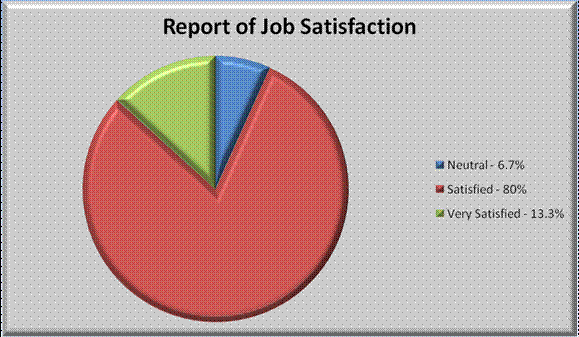 Report of Job Satisfaction
Neutral - 6.7%
Satisfied - 80%
Very Satisfied - 13.3%